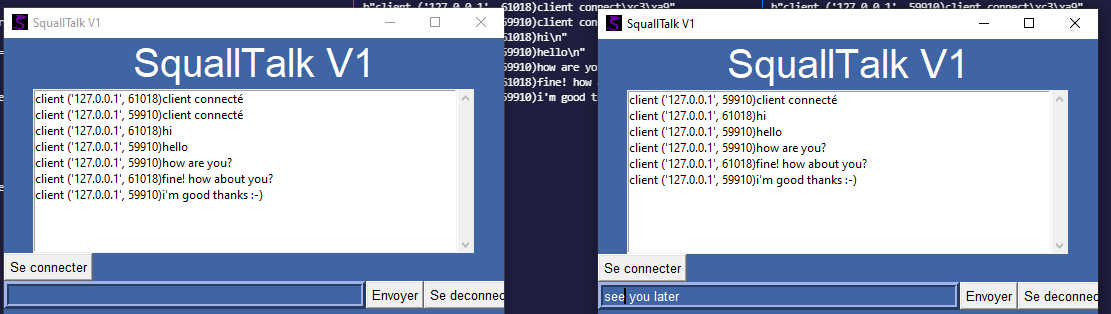 b"client ('127.0.0.1', 61018)client connect\xc3\xa9"
b"client ('127.0.0.1', 59910)client connect\xc3\xa9"
SquallTalk V1
SquallTalk V1
client ('127.0.0.1', 61018)client connecté
client ('127.0.0.1', 59910)client connecté
client ('127.0.0.1', 61018)hi
client ('127.0.0.1', 59910)hello
client ('127.0.0.1', 59910)how are you?
client ('127.0.0.1', 61018)fine! how about you?
client ('127.0.0.1', 59910)i'm good thanks :-)
Se connecter
Envoyer
Se deconnec
59910)client connect\xc3\xa9"
61018)hi\n"
59910)hello\n"
59910)how are yo
61018)fine! how
59910)i'm good t
SquallTalk V1
SquallTalk V1
client ('127.0.0.1', 59910)client connecté
client ('127.0.0.1', 61018)hi
client ('127.0.0.1', 59910)hello
client ('127.0.0.1', 59910)how are you?
client ('127.0.0.1', 61018)fine! how about you?
client ('127.0.0.1', 59910)i'm good thanks :-)
Se connecter
see you later
Envoyer
Se deconnec